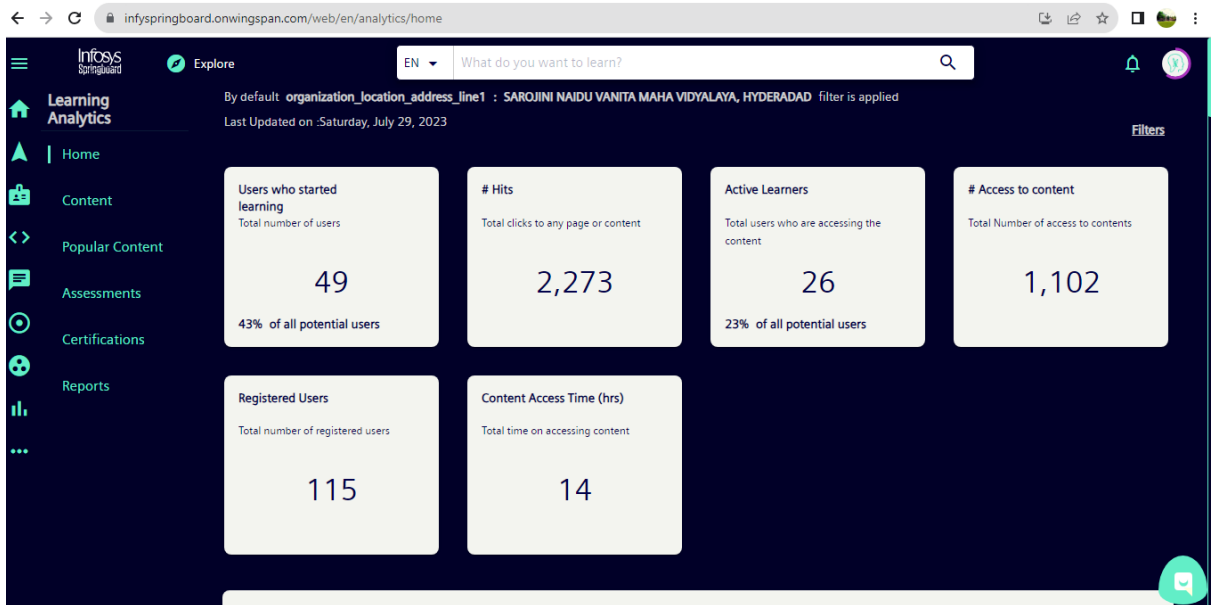 infyspringboard.onwingspan.com/web/en/analytics/home
Infosys
Springboard
Explore
EN
What do you want to learn?
Learning
Analytics
Home
Content
Popular Content
Assessments
Certifications
Reports
By default organization_location_address_line1 : SAROJINI NAIDU VANITA MAHA VIDYALAYA, HYDERADAD filter is applied
Last Updated on :Saturday, July 29, 2023
Filters
Users who started
learning
Total number of users
49
43% of all potential users
# Hits
Total clicks to any page or content
2,273
Active Learners
Total users who are accessing the
content
26
23% of all potential users
# Access to content
Total Number of access to contents
1,102
Registered Users
Total number of registered users
115
Content Access Time (hrs)
Total time on accessing content
14